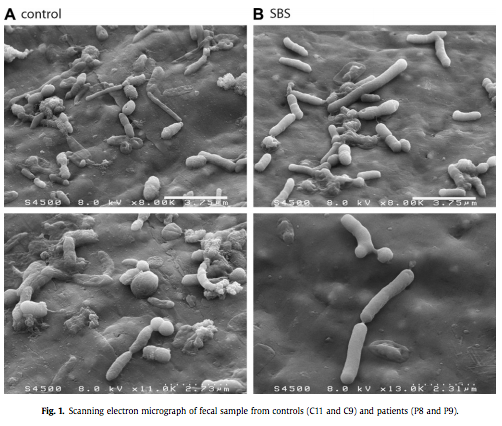 A control
B SBS
S4500 8.0 kV x8.00K 3.75µm
S4500 8.0 kV x8.00K 3.75µm
S4500 8.0 kV x11.0K 2.73µm
S4500 8.0 kV x13.0K 2.31µm
Fig. 1. Scanning electron micrograph of fecal sample from controls (C11 and C9) and patients (P8 and P9).